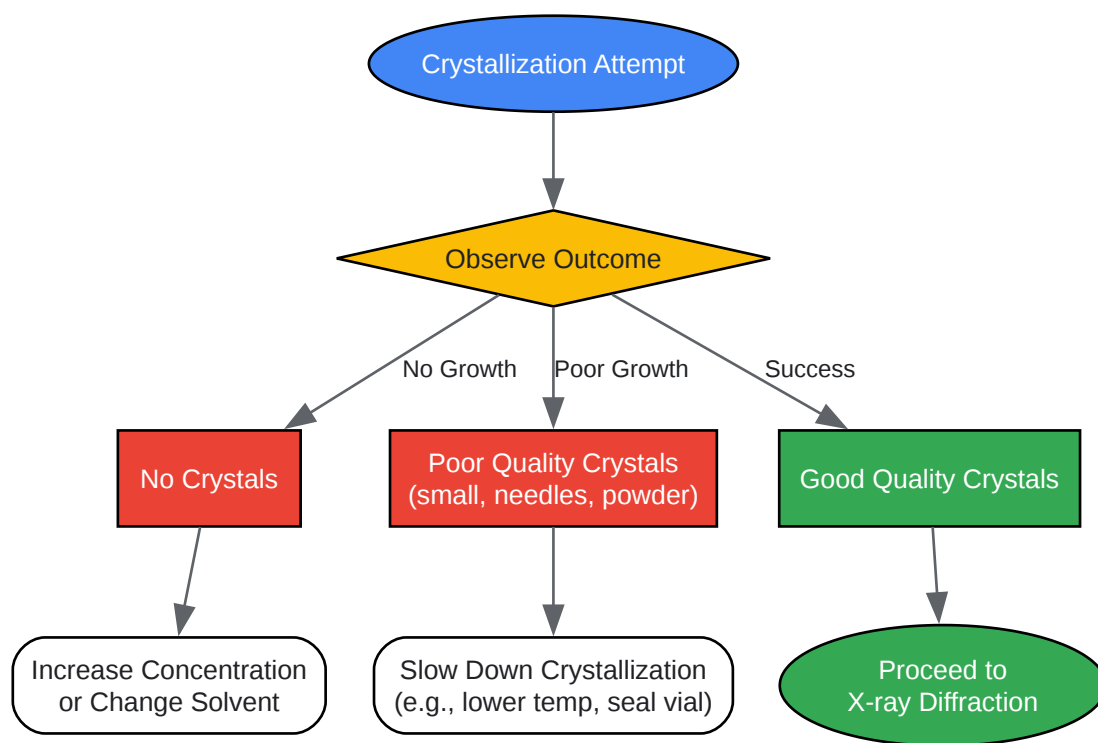 Crystallization Attempt
Observe Outcome
No Growth
Poor Growth
Success
No Crystals
Poor Quality Crystals
(small, needles, powder)
Good Quality Crystals
Increase Concentration
or Change Solvent
Slow Down Crystallization
(e.g., lower temp, seal vial)
Proceed to
X-ray Diffraction